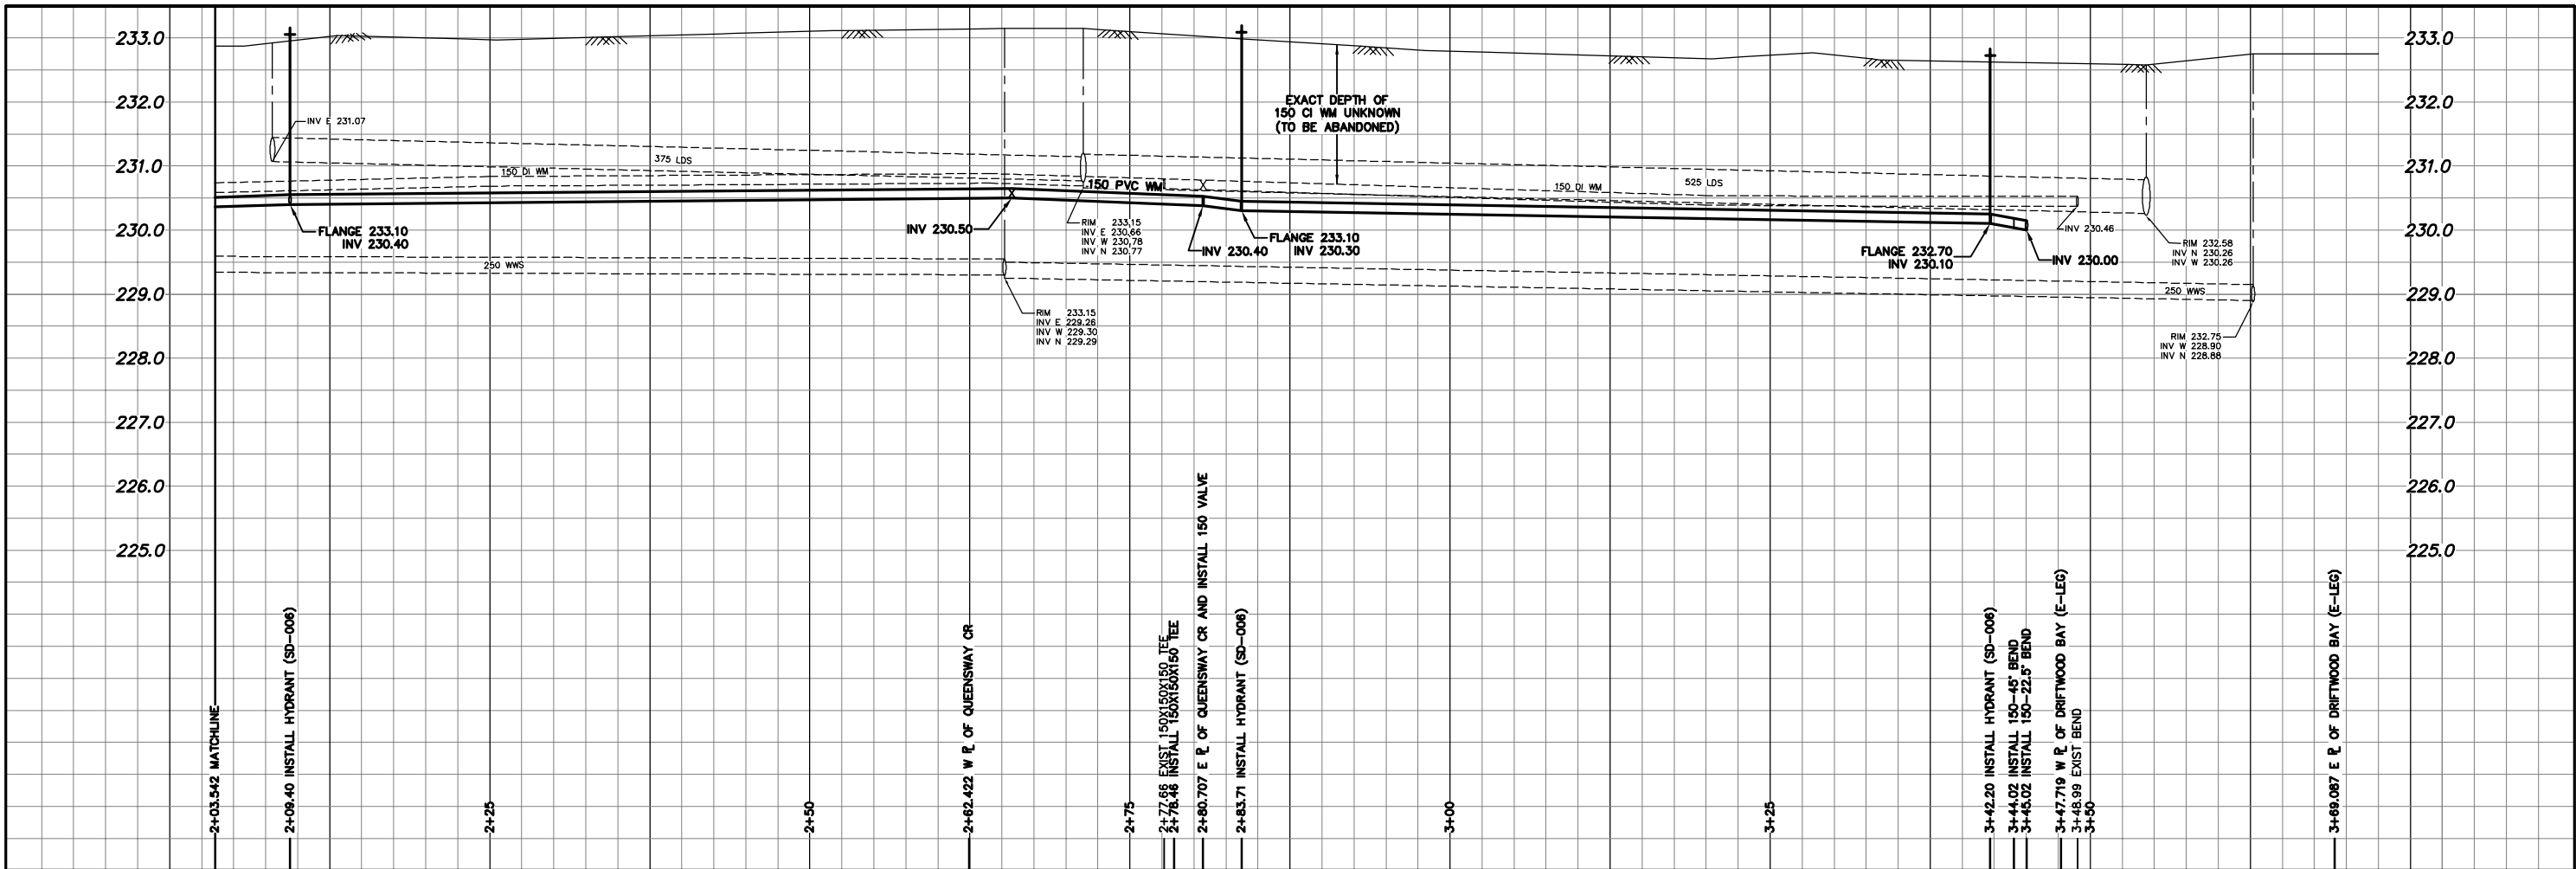 233.0
232.0
231.0
230.0
229.0
228.0
227.0
226.0
225.0
233.0
232.0
231.0
230.0
229.0
228.0
227.0
226.0
225.0
INV E 231.07
375 LDS
150 DI WM
150 PVC WM
EXACT DEPTH OF
150 CI WM UNKNOWN
(TO BE ABANDONED)
150 DI WM
525 LDS
FLANGE 233.10
INV 230.40
INV 230.50
RIM 233.15
INV E 230.66
INV W 230.78
INV N 230.77
INV 230.40
FLANGE 233.10
INV 230.30
FLANGE 232.70
INV 230.10
INV 230.46
INV 230.00
RIM 232.58
INV N 230.26
INV W 230.26
250 WWS
250 WWS
RIM 233.15
INV E 229.26
INV W 229.30
INV N 229.29
RIM 232.75
INV W 228.90
INV N 228.88
2+03.542 MATCHLINE
2+09.40 INSTALL HYDRANT (SD-006)
2+25
2+50
2+62.422 W PL OF QUEENSWAY CR
2+75
2+77.66 EXIST 150X150X150 TEE
2+78.46 INSTALL 150X150X150 TEE
2+80.707 E PL OF QUEENSWAY CR AND INSTALL 150 VALVE
2+83.71 INSTALL HYDRANT (SD-006)
3+00
3+25
3+42.20 INSTALL HYDRANT (SD-006)
3+44.02 INSTALL 150-45° BEND
3+45.02 INSTALL 150-22.5° BEND
3+47.719 W PL OF DRIFTWOOD BAY (E-LEG)
3+48.99 EXIST BEND
3+50
3+69.087 E PL OF DRIFTWOOD BAY (E-LEG)